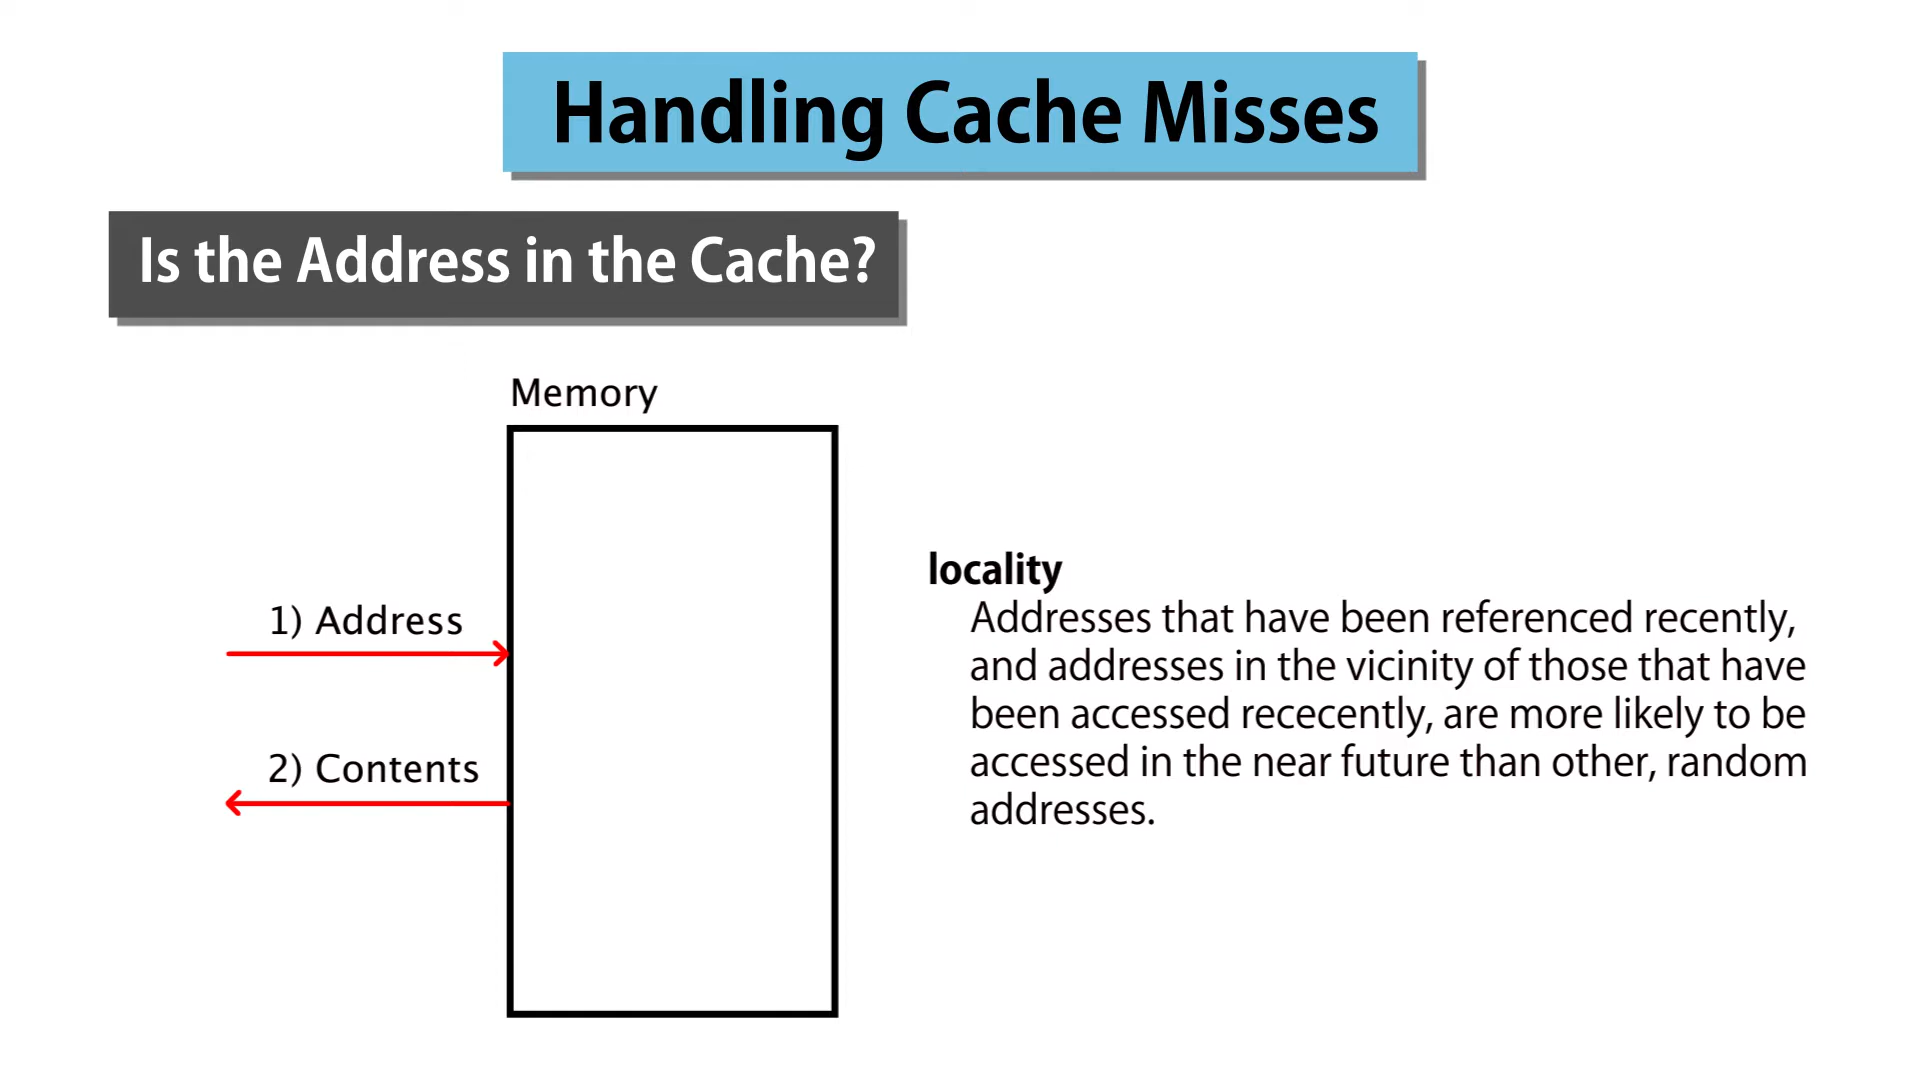 Handling Cache Misses
Is the Address in the Cache?
Memory
1) Address
2) Contents
locality
Addresses that have been referenced recently,
and addresses in the vicinity of those that have
been accessed rececently, are more likely to be
accessed in the near future than other, random
addresses.